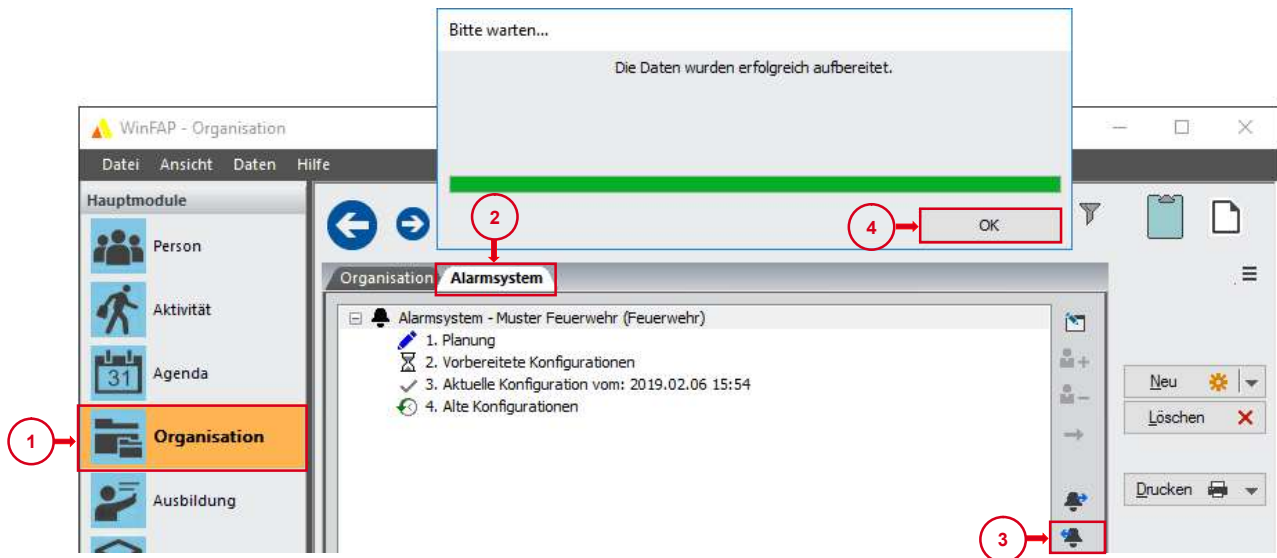 Bitte warten...
Die Daten wurden erfolgreich aufbereitet.
OK
4
WinFAP - Organisation
Datei Ansicht Daten Hilfe
Hauptmodule
Person
Aktivität
31
Agenda
1
Organisation
Ausbildung
2
Organisation Alarmsystem
Alarmsystem - Muster Feuerwehr (Feuerwehr)
1. Planung
2. Vorbereitete Konfigurationen
3. Aktuelle Konfiguration vom: 2019.02.06 15:54
4. Alte Konfigurationen
3
Neu
Löschen
Drucken